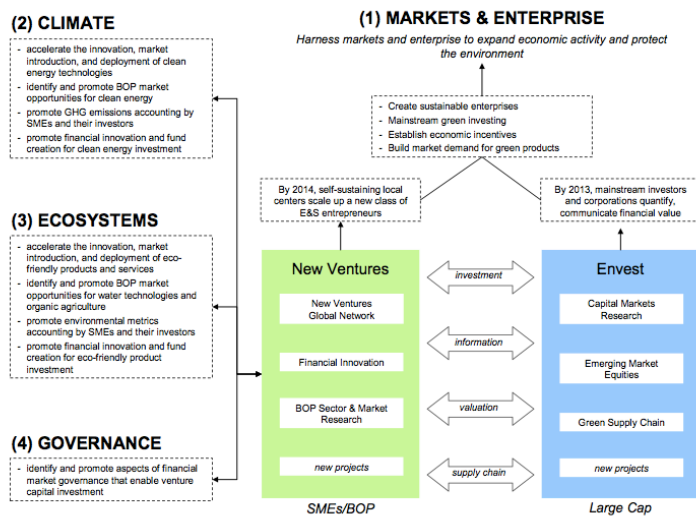 (2) CLIMATE
- accelerate the innovation, market
introduction, and deployment of clean
energy technologies
- identify and promote BOP market
opportunities for clean energy
- promote GHG emissions accounting by
SMEs and their investors
- promote financial innovation and fund
creation for clean energy investment
(3) ECOSYSTEMS
- accelerate the innovation, market
introduction, and deployment of eco-
friendly products and services
- identify and promote BOP market
opportunities for water technologies and
organic agriculture
- promote environmental metrics
accounting by SMEs and their investors
- promote financial innovation and fund
creation for eco-friendly product
investment
(4) GOVERNANCE
- identify and promote aspects of financial
market governance that enable venture
capital investment
(1) MARKETS & ENTERPRISE
Harness markets and enterprise to expand economic activity and protect
the environment
- Create sustainable enterprises
- Mainstream green investing
- Establish economic incentives
- Build market demand for green products
By 2014, self-sustaining local
centers scale up a new class of
E&S entrepreneurs
By 2013, mainstream investors
and corporations quantify,
communicate financial value
New Ventures
New Ventures
Global Network
Financial Innovation
BOP Sector & Market
Research
new projects
SMEs/BOP
investment
information
valuation
supply chain
Envest
Capital Markets
Research
Emerging Market
Equities
Green Supply Chain
new projects
Large Cap